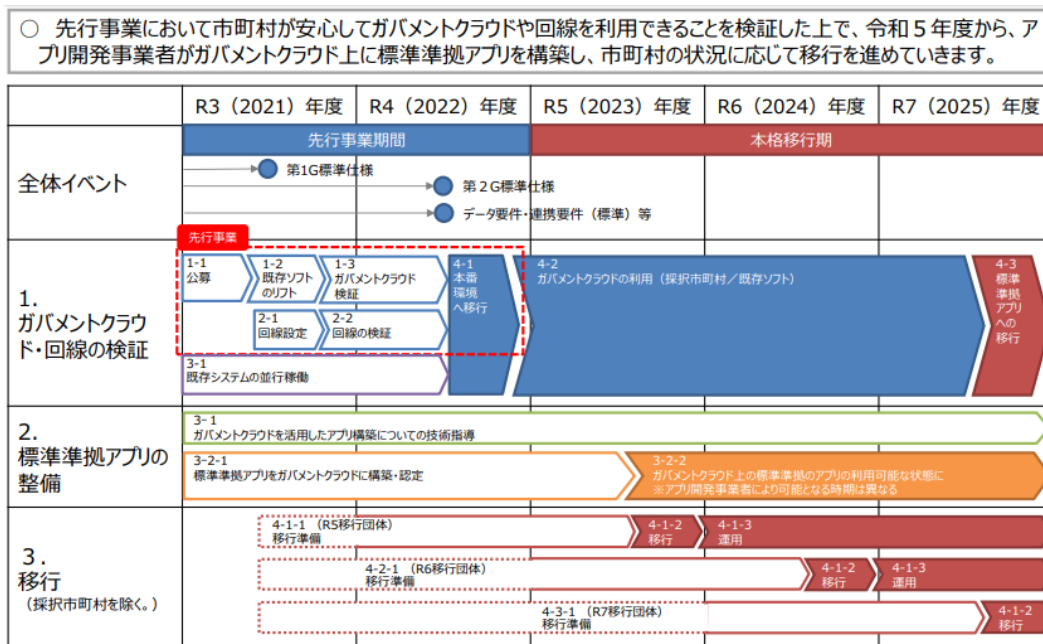 ○ 先行事業において市町村が安心してガバメントクラウドや回線を利用できることを検証した上で、令和５年度から、ア
プリ開発事業者がガバメントクラウド上に標準準拠アプリを構築し、市町村の状況に応じて移行を進めていきます。
R3（2021）年度
R4（2022）年度
R5（2023）年度
R6（2024）年度
R7（2025）年度
全体イベント
先行事業期間
本格移行期
第1G標準仕様
第２G標準仕様
データ要件・連携要件（標準）等
1.
ガバメントクラウ
ド・回線の検証
先行事業
1-1
公募
1-2
既存ソフト
のリフト
1-3
ガバメントクラウド
検証
2-1
回線設定
2-2
回線の検証
3-1
既存システムの並行稼働
4-1
本番
環境
へ移行
4-2
ガバメントクラウドの利用（採択市町村／既存ソフト）
4-3
標準
準拠
アプリ
への
移行
2.
標準準拠アプリの
整備
3-1
ガバメントクラウドを活用したアプリ構築についての技術指導
3-2-1
標準準拠アプリをガバメントクラウドに構築・認定
3-2-2
ガバメントクラウド上の標準準拠のアプリの利用可能な状態に
※アプリ開発事業者により可能となる時期は異なる
3．
移行
（採択市町村を除く。）
4-1-1 （R5移行団体）
移行準備
4-1-2
移行
4-1-3
運用
4-2-1 （R6移行団体）
移行準備
4-1-2
移行
4-1-3
運用
4-3-1 （R7移行団体）
移行準備
4-1-2
移行